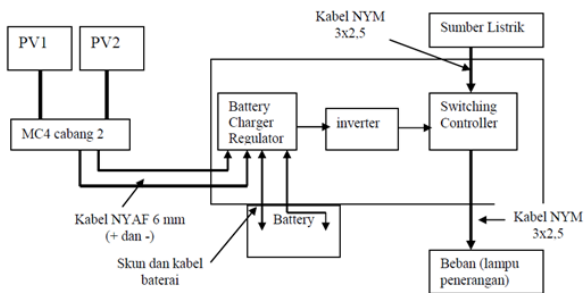 PV1
PV2
Kabel NYM
3x2,5
Sumber Listrik
Battery
Charger
Regulator
inverter
Switching
Controller
MC4 cabang 2
Kabel NYAF 6 mm
(+ dan -)
Battery
Kabel NYM
3x2,5
Skun dan kabel
baterai
Beban (lampu
penerangan)